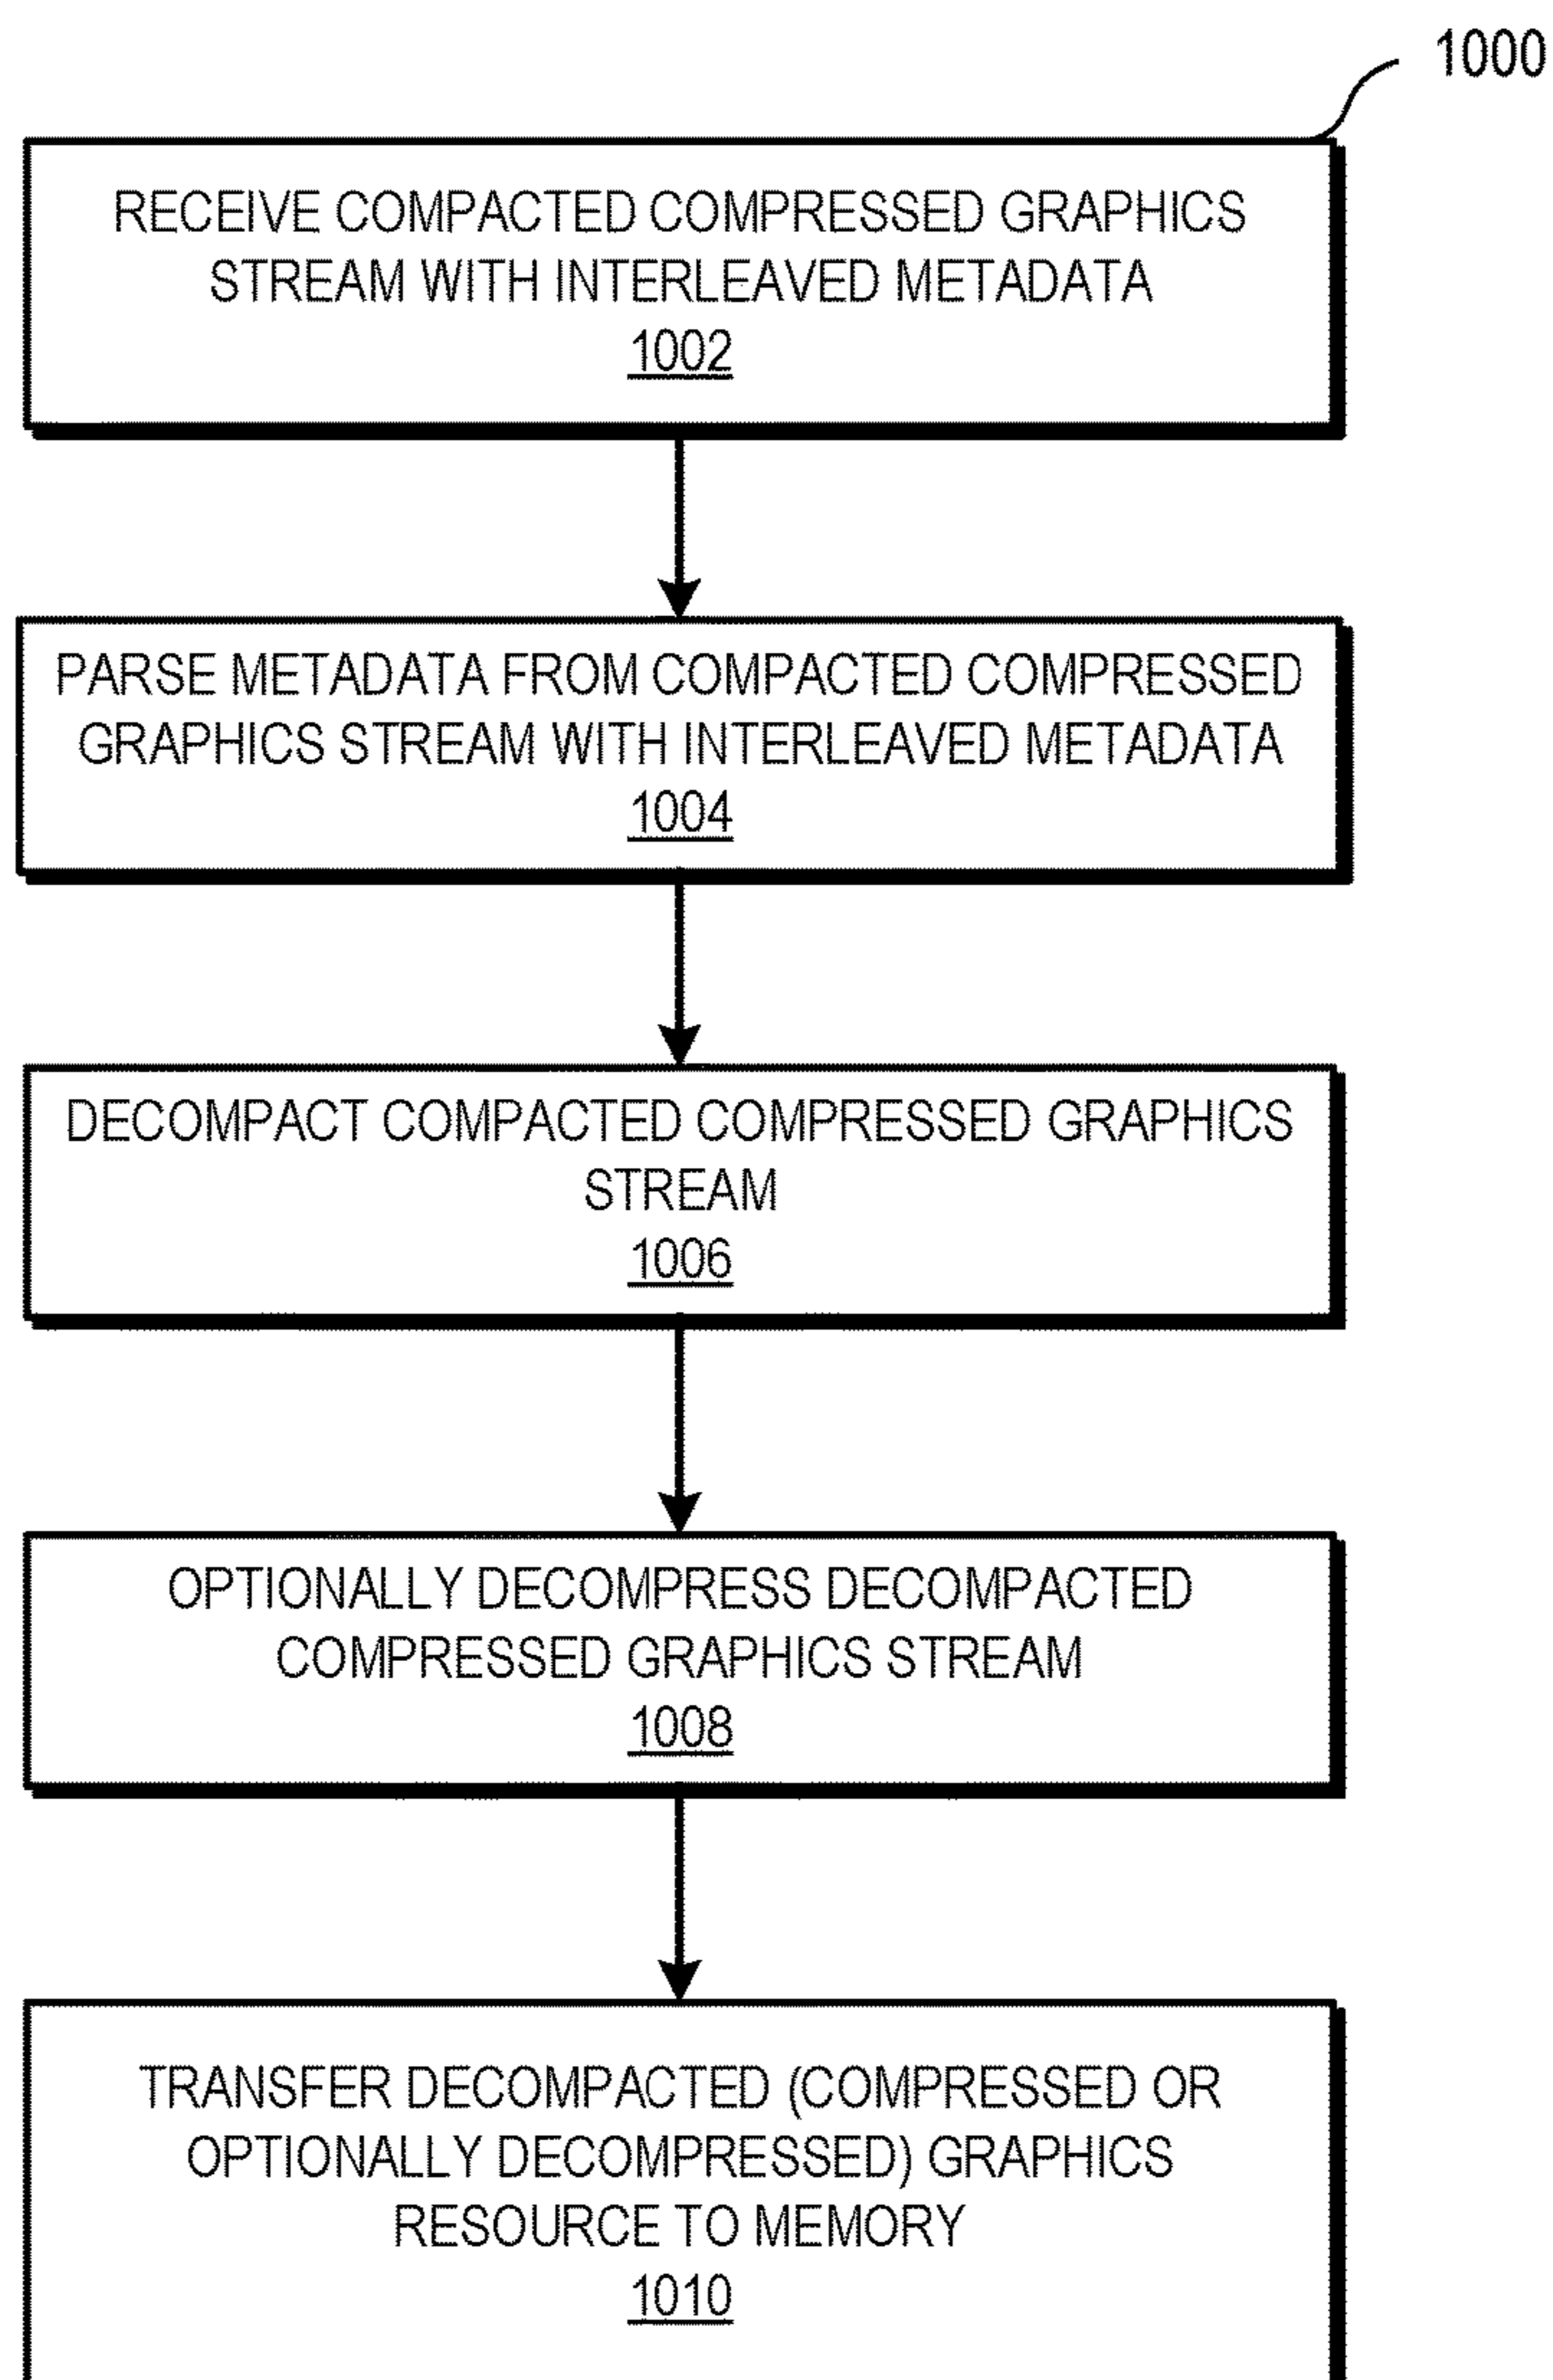 1000
RECEIVE COMPACTED COMPRESSED GRAPHICS
STREAM WITH INTERLEAVED METADATA
1002
PARSE METADATA FROM COMPACTED COMPRESSED
GRAPHICS STREAM WITH INTERLEAVED METADATA
1004
DECOMPACT COMPACTED COMPRESSED GRAPHICS
STREAM
1006
OPTIONALLY DECOMPRESS DECOMPACTED
COMPRESSED GRAPHICS STREAM
1008
TRANSFER DECOMPACTED (COMPRESSED OR
OPTIONALLY DECOMPRESSED) GRAPHICS
RESOURCE TO MEMORY
1010